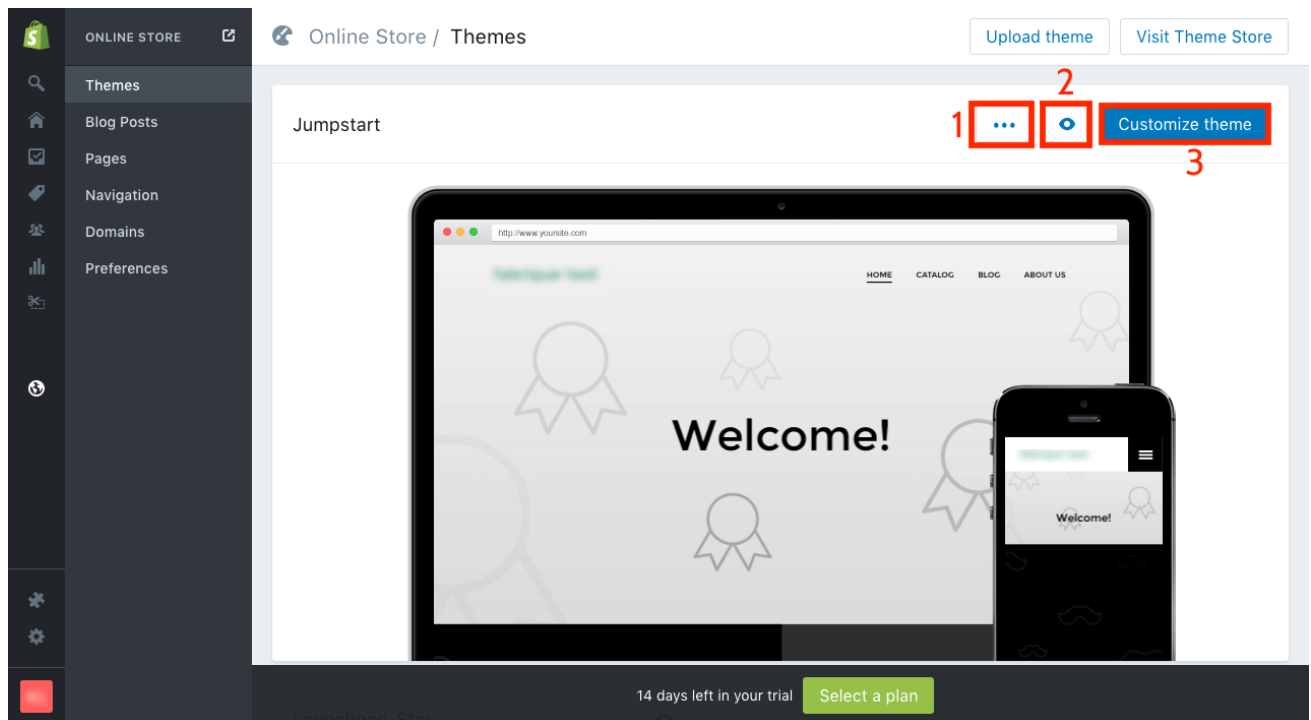 ONLINE STORE
Themes
Blog Posts
Pages
Navigation
Domains
Preferences
Online Store / Themes
Upload theme
Visit Theme Store
Jumpstart
1
2
Customize theme
3
http://www.yoursite.com
HOME CATALOG BLOG ABOUT US
Welcome!
Welcome!
14 days left in your trial
Select a plan